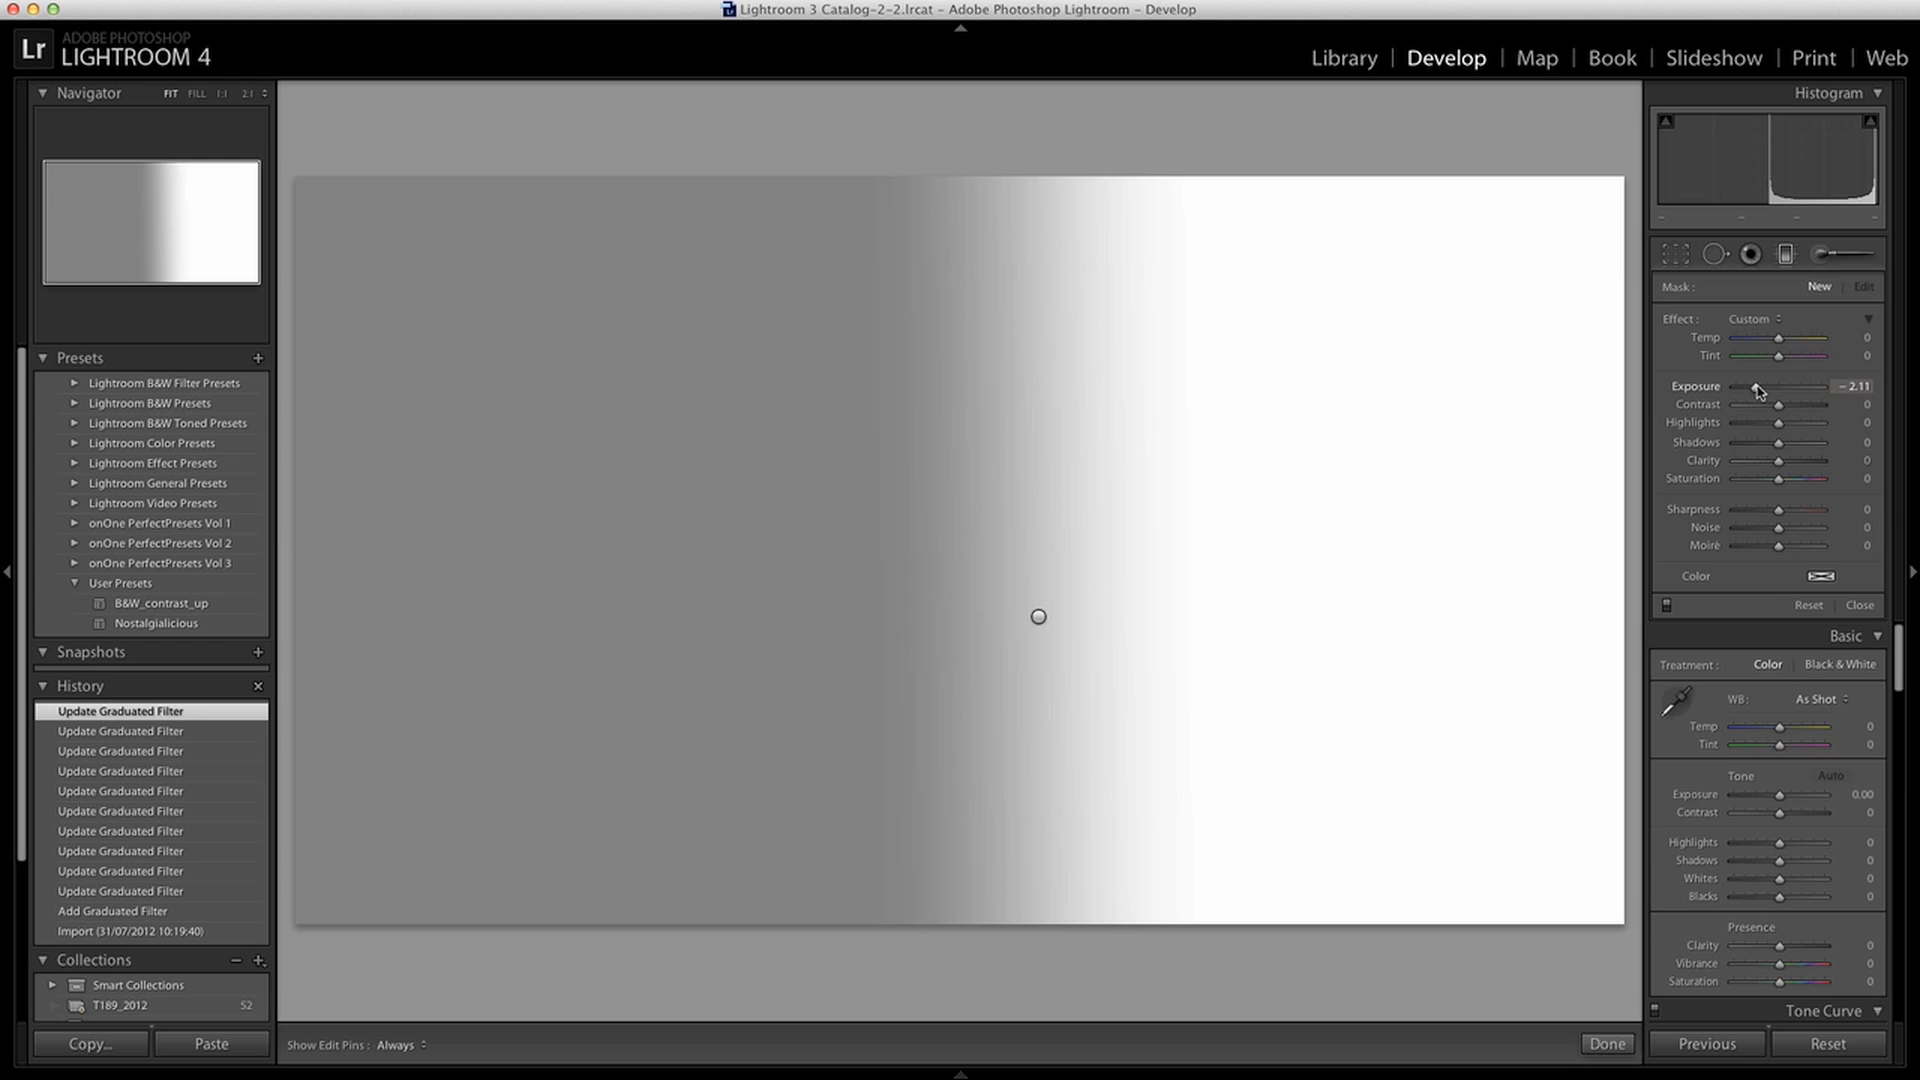 Lightroom 3 Catalog-2-2.lrcat - Adobe Photoshop Lightroom - Develop
Lr
ADOBE PHOTOSHOP
LIGHTROOM 4
Library | Develop | Map | Book | Slideshow | Print | Web
Navigator FIT FILL 1:1 2:1
Presets +
Lightroom B&W Filter Presets
Lightroom B&W Presets
Lightroom B&W Toned Presets
Lightroom Color Presets
Lightroom Effect Presets
Lightroom General Presets
Lightroom Video Presets
onOne PerfectPresets Vol 1
onOne PerfectPresets Vol 2
onOne PerfectPresets Vol 3
User Presets
B&W_contrast_up
Nostalgialicious
Snapshots +
History
Update Graduated Filter
Update Graduated Filter
Update Graduated Filter
Update Graduated Filter
Update Graduated Filter
Update Graduated Filter
Update Graduated Filter
Update Graduated Filter
Update Graduated Filter
Update Graduated Filter
Add Graduated Filter
Import (31/07/2012 10:19:40)
Collections
Smart Collections
T189_2012 52
Copy... Paste
Show Edit Pins : Always
Done
Histogram
Mask : New | Edit
Effect : Custom
Temp 0
Tint 0
Exposure – 2.11
Contrast 0
Highlights 0
Shadows 0
Clarity 0
Saturation 0
Sharpness 0
Noise 0
Moiré 0
Color
Reset | Close
Basic
Treatment : Color | Black & White
WB : As Shot
Temp 0
Tint 0
Tone Auto
Exposure 0.00
Contrast 0
Highlights 0
Shadows 0
Whites 0
Blacks 0
Presence
Clarity 0
Vibrance 0
Saturation 0
Tone Curve
Previous Reset